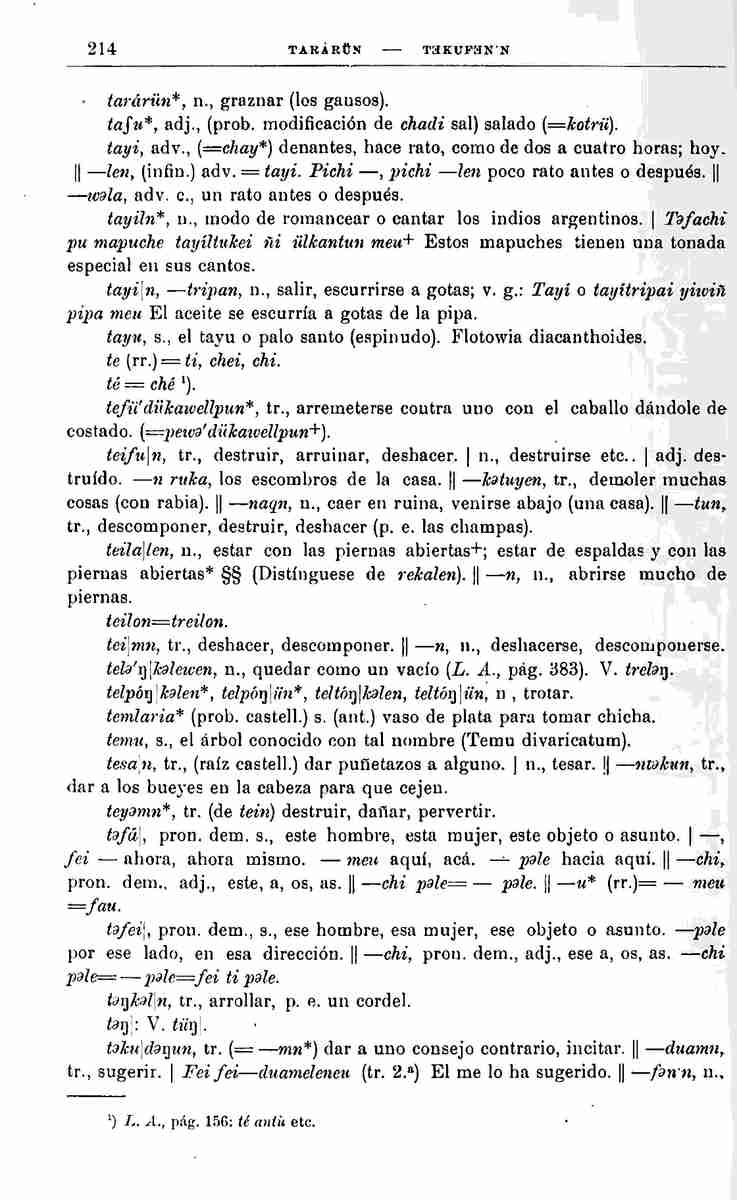 214 TARÁRÜN — TƏKUFƏN·N
tarárün*, n., graznar (los gansos).
taʃu*, adj., (prob. modificación de chadi sal) salado (=kotrü).
tayi, adv., (=chay*) denantes, hace rato, como de dos a cuatro horas; hoy.
|| —len, (infin.) adv. = tayi. Pichi —, pichi —len poco rato antes o después. ||
—wəla, adv. c., un rato antes o después.
tayiln*, n., modo de romancear o cantar los indios argentinos. | Təfachi
pu mapuche tayíltukei ñi ülkantun meu+ Estos mapuches tienen una tonada
especial en sus cantos.
tayi|n, —tripan, n., salir, escurrirse a gotas; v. g.: Tayí o tayítripai yiwiñ
pipa meu El aceite se escurría a gotas de la pipa.
tayu, s., el tayu o palo santo (espinudo). Flotowia diacanthoides.
te (rr.) = ti, chei, chi.
té = ché ¹).
tefü'dükawellpun*, tr., arremeterse contra uno con el caballo dándole de
costado. (=pewə'dükawellpun+).
teifu|n, tr., destruir, arruinar, deshacer. | n., destruirse etc.. | adj. des-
truído. —n ruka, los escombros de la casa. || —kətuyen, tr., demoler muchas
cosas (con rabia). || —naqn, n., caer en ruina, venirse abajo (una casa). || —tun,
tr., descomponer, destruir, deshacer (p. e. las champas).
teila|len, n., estar con las piernas abiertas+; estar de espaldas y con las
piernas abiertas* §§ (Distínguese de rekalen). || —n, n., abrirse mucho de
piernas.
teilon=treilon.
tei|mn, tr., deshacer, descomponer. || —n, n., deshacerse, descomponerse.
telə'ŋ|kəlewen, n., quedar como un vacío (L. A., pág. 383). V. treləŋ.
telpóŋ|kəlen*, telpóŋ|ün*, teltóŋ|kəlen, teltóŋ|ün, n , trotar.
temlaria* (prob. castell.) s. (ant.) vaso de plata para tomar chicha.
temu, s., el árbol conocido con tal nombre (Temu divaricatum).
tesa|n, tr., (raíz castell.) dar puñetazos a alguno. | n., tesar. || —ntəkun, tr.,
dar a los bueyes en la cabeza para que cejen.
teyəmn*, tr. (de tein) destruir, dañar, pervertir.
təfá|, pron. dem. s., este hombre, esta mujer, este objeto o asunto. | —,
fei — ahora, ahora mismo. — meu aquí, acá. — pəle hacia aquí. || —chi,
pron. dem., adj., este, a, os, as. || —chi pəle= — pəle. || —u* (rr.)= — meu
=fau.
təfei|, pron. dem., s., ese hombre, esa mujer, ese objeto o asunto. —pəle
por ese lado, en esa dirección. || —chi, pron. dem., adj., ese a, os, as. —chi
pəle= — pəle=fei ti pəle.
təŋkəl|n, tr., arrollar, p. e. un cordel.
təŋ|: V. tüŋ|.
təku|dəŋun, tr. (= —mn*) dar a uno consejo contrario, incitar. || —duamn,
tr., sugerir. | Fei fei—duameleneu (tr. 2.ª) El me lo ha sugerido. || —fən·n, n.,
¹) L. A., pág. 156: té antü etc.